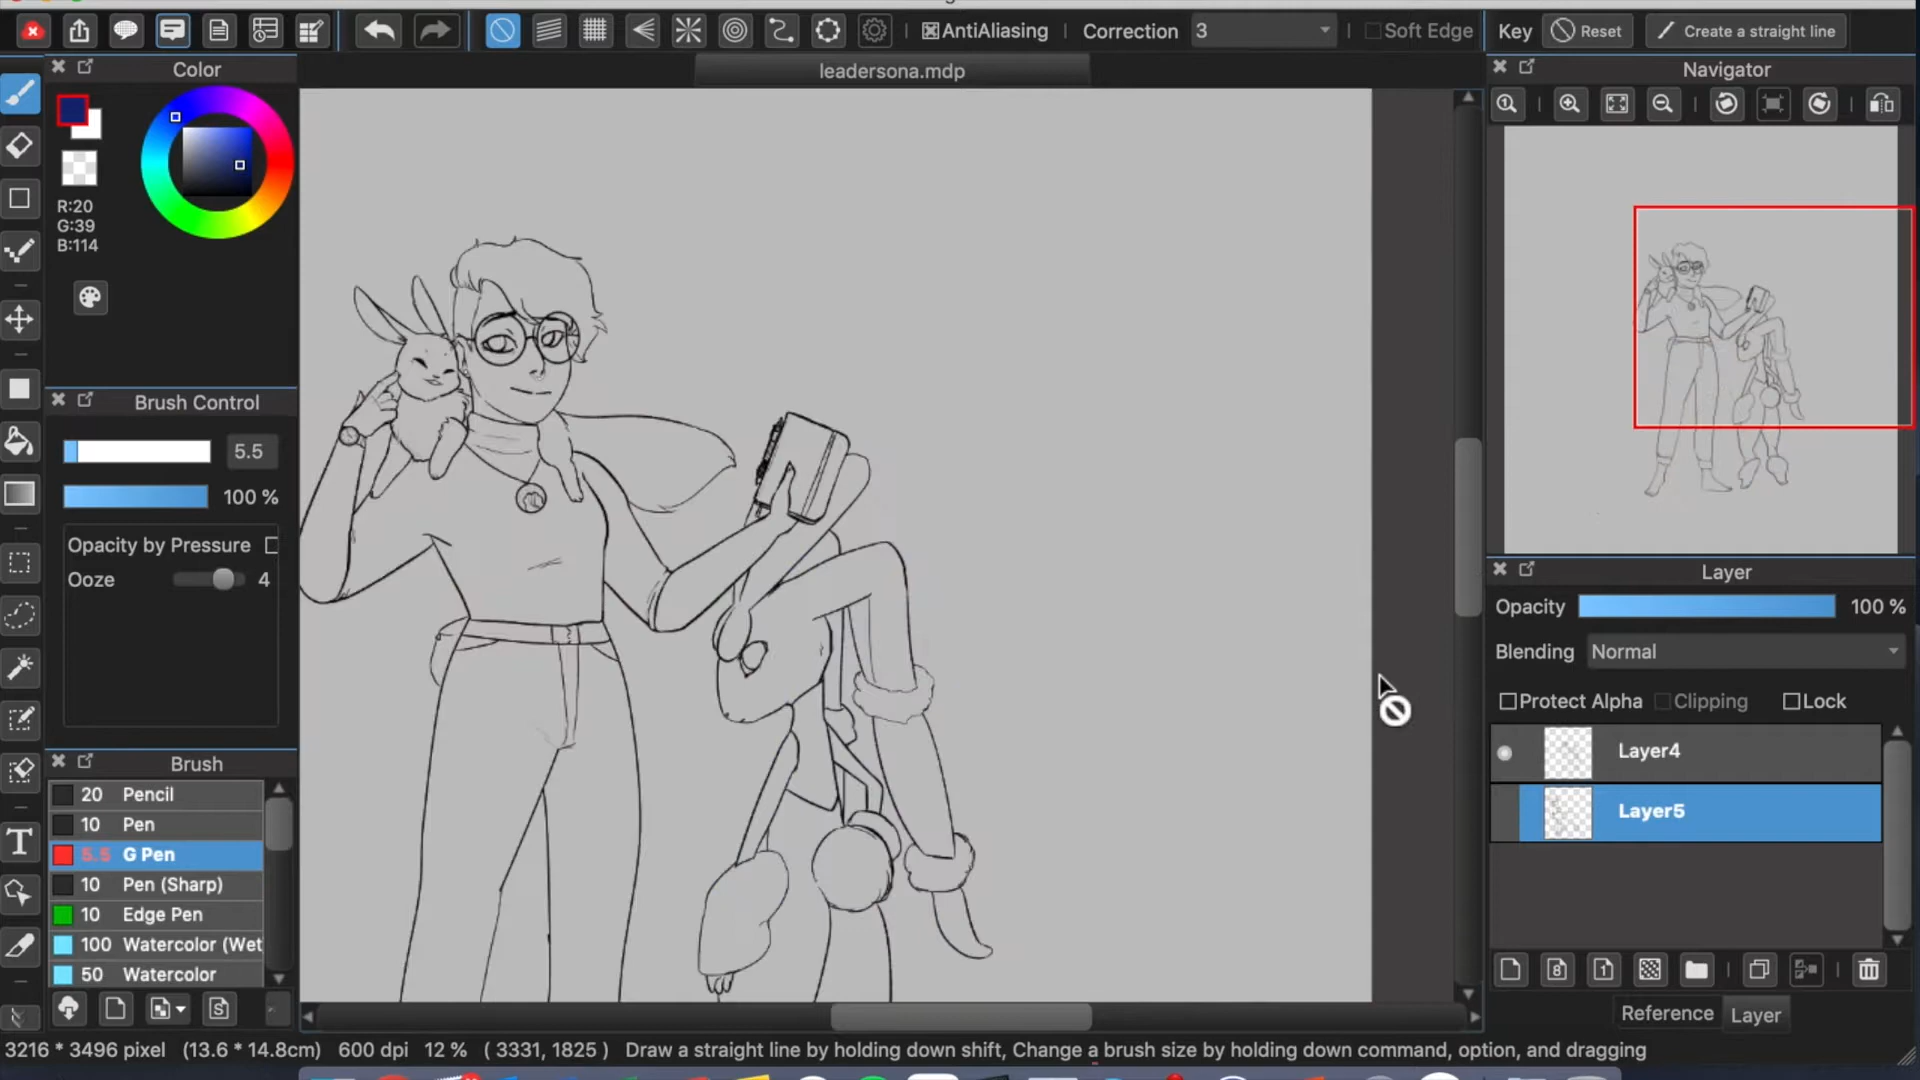 AntiAliasing
Correction
3
Soft Edge
Key
Reset
Create a straight line
leadersona.mdp
Color
R:20
G:39
B:114
Brush Control
5.5
100 %
Opacity by Pressure
Ooze
4
Brush
20 Pencil
10 Pen
5.5 G Pen
10 Pen (Sharp)
10 Edge Pen
100 Watercolor (Wet
50 Watercolor
Navigator
Layer
Opacity
100 %
Blending
Normal
Protect Alpha
Clipping
Lock
Layer4
Layer5
Reference
Layer
3216 * 3496 pixel (13.6 * 14.8cm) 600 dpi 12 % ( 3331, 1825 ) Draw a straight line by holding down shift, Change a brush size by holding down command, option, and dragging